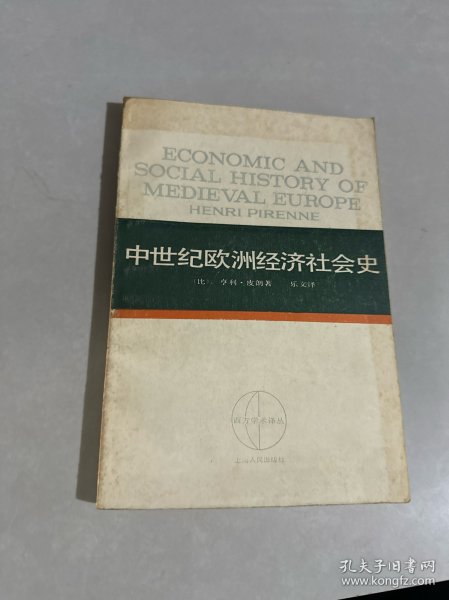 ECONOMIC AND
SOCIAL HISTORY OF
MEDIEVAL EUROPE
HENRI PIRENNE
中世纪欧洲经济社会史
(比) 亨利·皮朗著 乐文译
西方学术译丛
上海人民出版社
孔夫子旧书网
www.kongfz.com